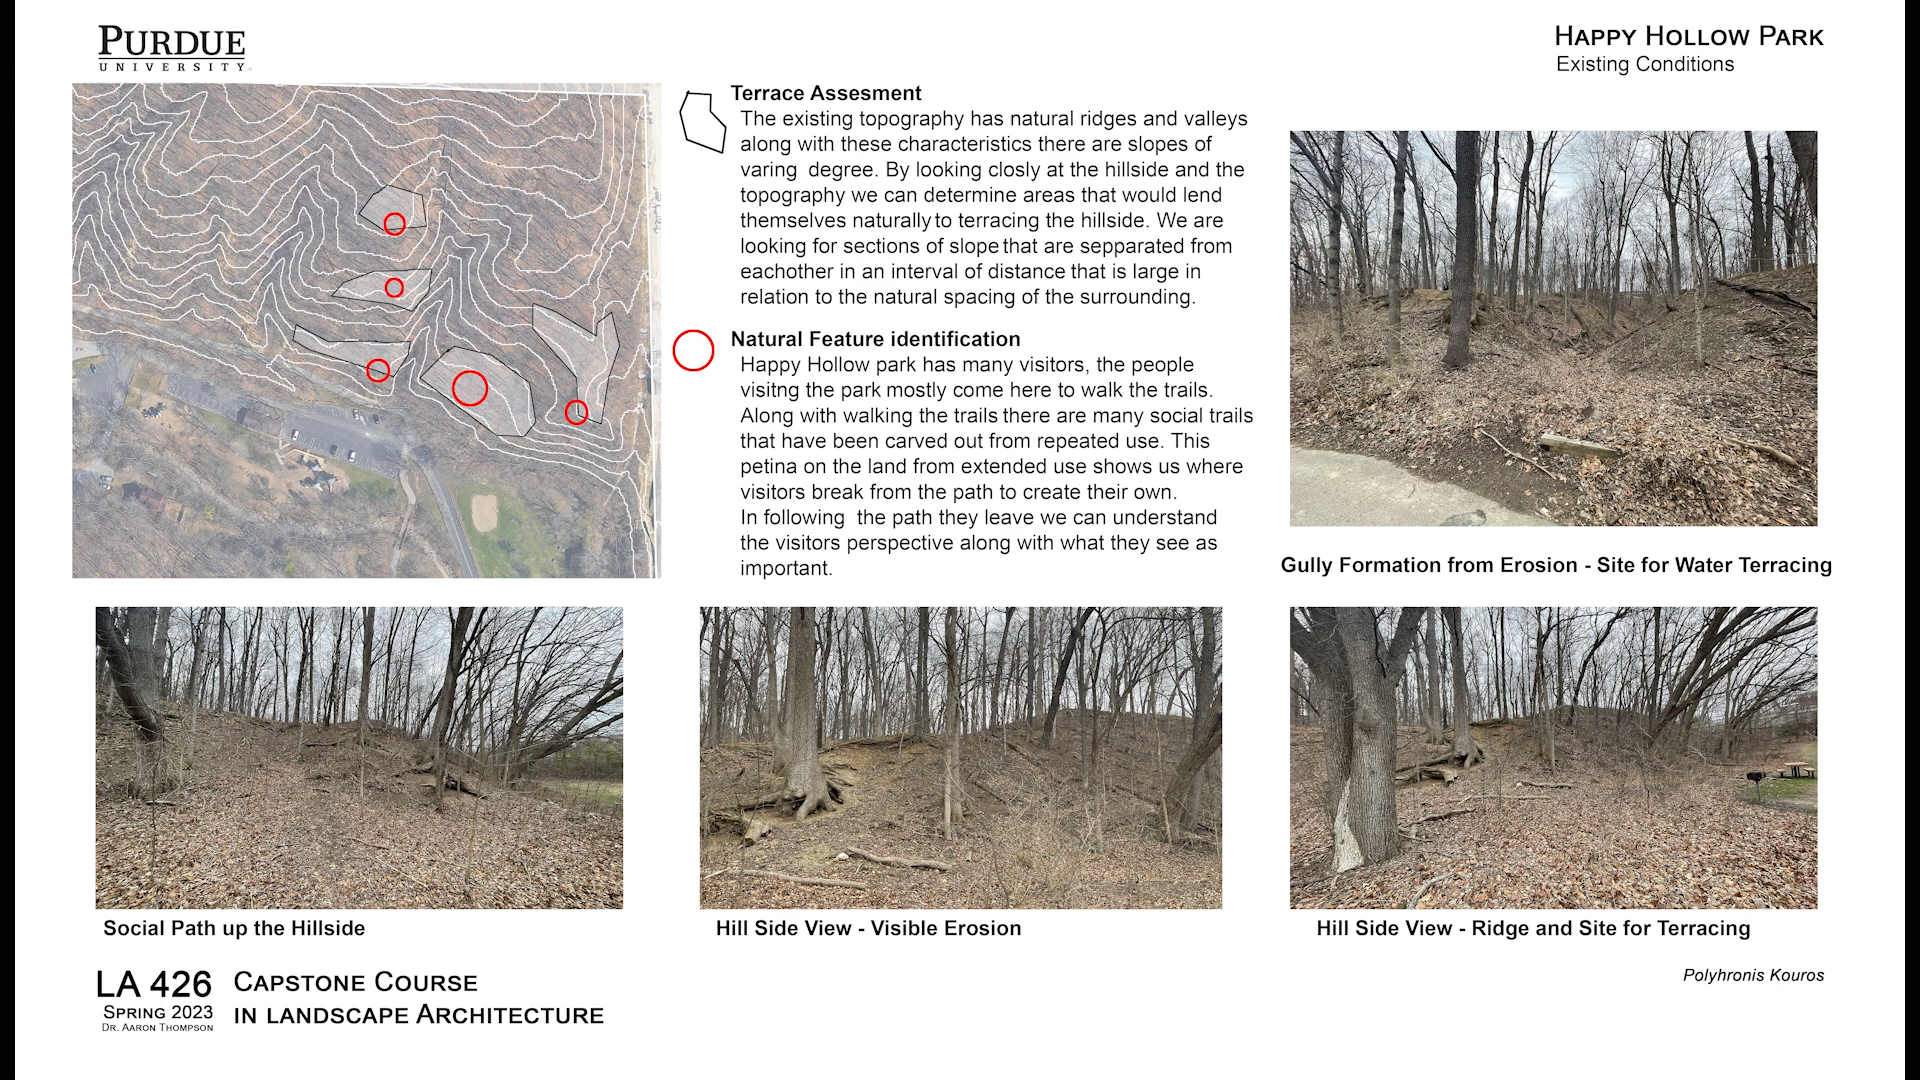 PURDUE
UNIVERSITY
HAPPY HOLLOW PARK
Existing Conditions
Terrace Assesment
The existing topography has natural ridges and valleys
along with these characteristics there are slopes of
varing degree. By looking closly at the hillside and the
topography we can determine areas that would lend
themselves naturally to terracing the hillside. We are
looking for sections of slope that are sepparated from
eachother in an interval of distance that is large in
relation to the natural spacing of the surrounding.
Natural Feature identification
Happy Hollow park has many visitors, the people
visitng the park mostly come here to walk the trails.
Along with walking the trails there are many social trails
that have been carved out from repeated use. This
petina on the land from extended use shows us where
visitors break from the path to create their own.
In following the path they leave we can understand
the visitors perspective along with what they see as
important.
Gully Formation from Erosion - Site for Water Terracing
Social Path up the Hillside
Hill Side View - Visible Erosion
Hill Side View - Ridge and Site for Terracing
Polyhronis Kouros
LA 426
SPRING 2023
DR. AARON THOMPSON
CAPSTONE COURSE
IN LANDSCAPE ARCHITECTURE